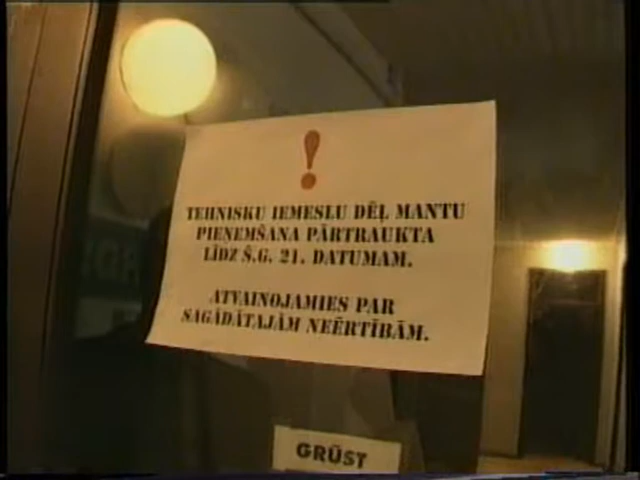 !
TEHNISKU IEMESLU DĒĻ MANTU
PIEŅEMŠANA PĀRTRAUKTA
LĪDZ Š.G. 21. DATUMAM.
ATVAINOJAMIES PAR
SAGĀDĀTAJĀM NEĒRTĪBĀM.
GRŪST